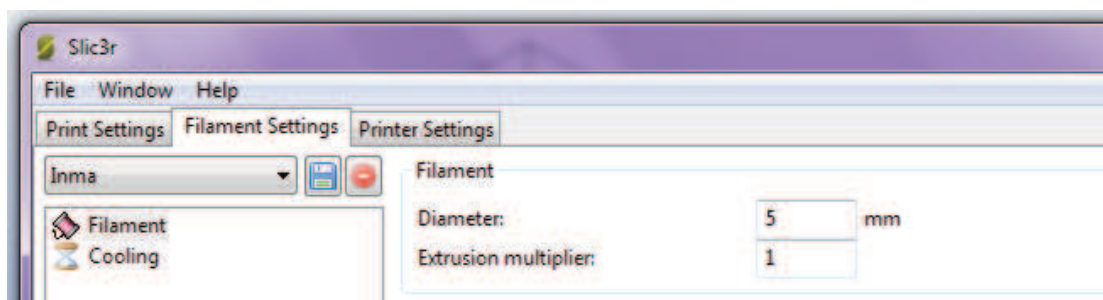 Slic3r
File Window Help
Print Settings Filament Settings Printer Settings
Inma
Filament
Cooling
Filament
Diameter: 5 mm
Extrusion multiplier: 1